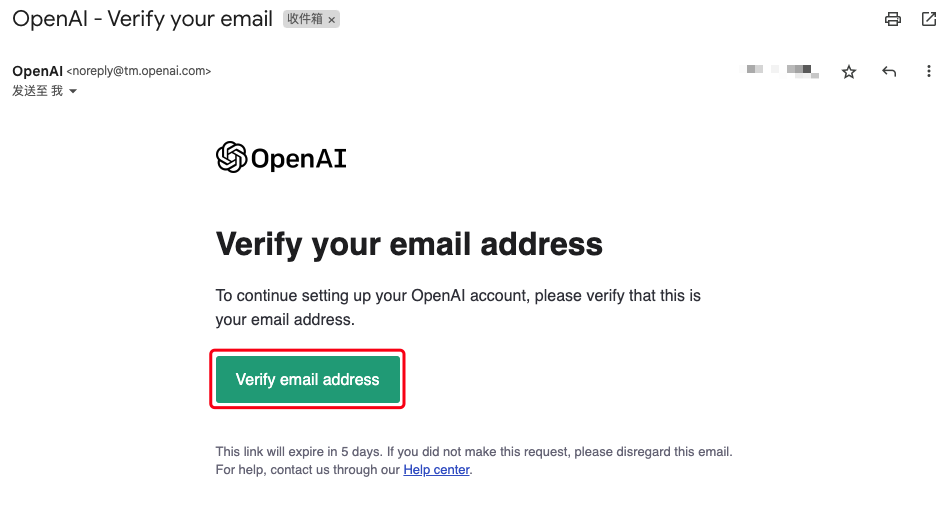 OpenAI - Verify your email 收件箱 ×
OpenAI <noreply@tm.openai.com>
发送至 我
OpenAI
Verify your email address
To continue setting up your OpenAI account, please verify that this is
your email address.
Verify email address
This link will expire in 5 days. If you did not make this request, please disregard this email.
For help, contact us through our Help center.